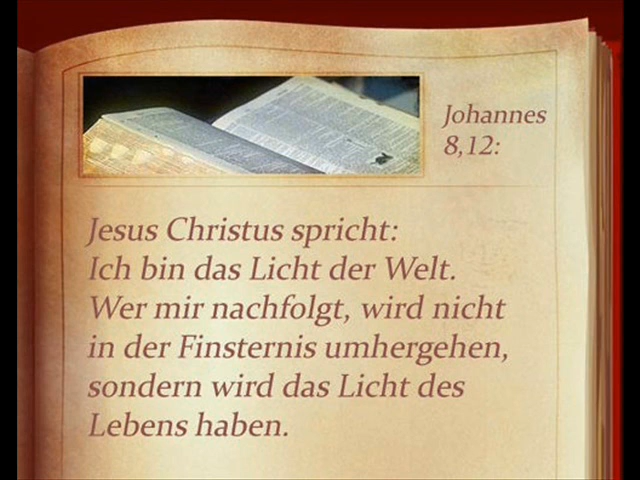 Johannes
8,12:
Jesus Christus spricht:
Ich bin das Licht der Welt.
Wer mir nachfolgt, wird nicht
in der Finsternis umhergehen,
sondern wird das Licht des
Lebens haben.